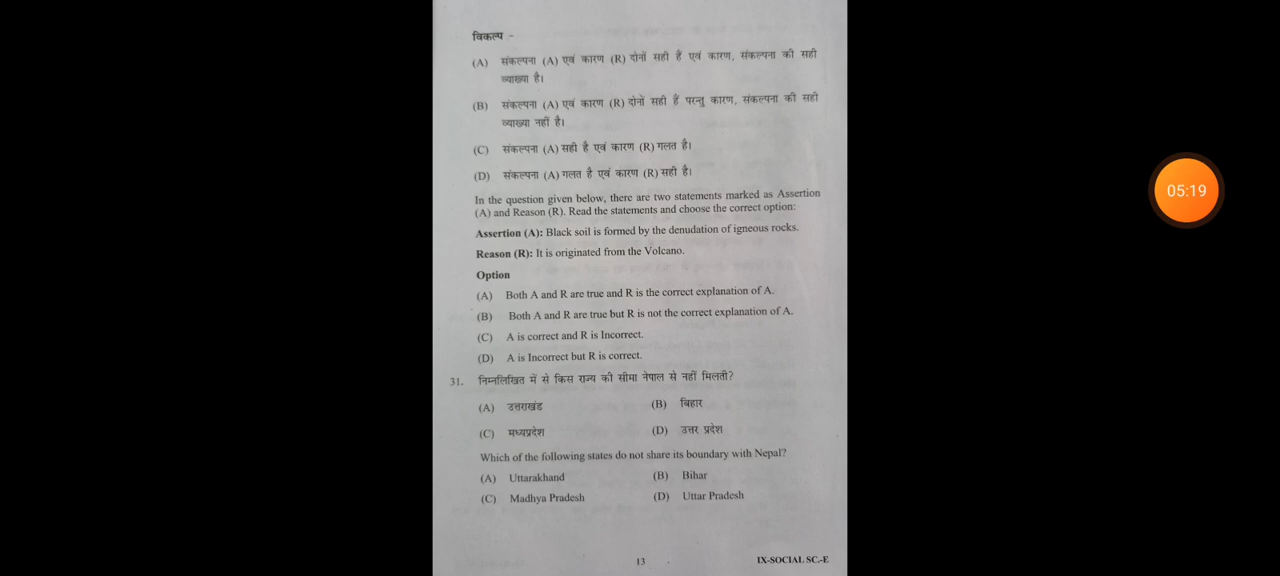 विकल्प -
(A) संकल्पना (A) एवं कारण (R) दोनों सही हैं एवं कारण, संकल्पना की सही
व्याख्या है।
(B) संकल्पना (A) एवं कारण (R) दोनों सही हैं परन्तु कारण, संकल्पना की सही
व्याख्या नहीं है।
(C) संकल्पना (A) सही है एवं कारण (R) गलत है।
(D) संकल्पना (A) गलत है एवं कारण (R) सही है।
In the question given below, there are two statements marked as Assertion
(A) and Reason (R). Read the statements and choose the correct option:
Assertion (A): Black soil is formed by the denudation of igneous rocks.
Reason (R): It is originated from the Volcano.
Option
(A) Both A and R are true and R is the correct explanation of A.
(B) Both A and R are true but R is not the correct explanation of A.
(C) A is correct and R is Incorrect.
(D) A is Incorrect but R is correct.
31. निम्नलिखित में से किस राज्य की सीमा नेपाल से नहीं मिलती?
(A) उत्तराखंड (B) बिहार
(C) मध्यप्रदेश (D) उत्तर प्रदेश
Which of the following states do not share its boundary with Nepal?
(A) Uttarakhand (B) Bihar
(C) Madhya Pradesh (D) Uttar Pradesh
13 IX-SOCIAL SC.-E
05:19